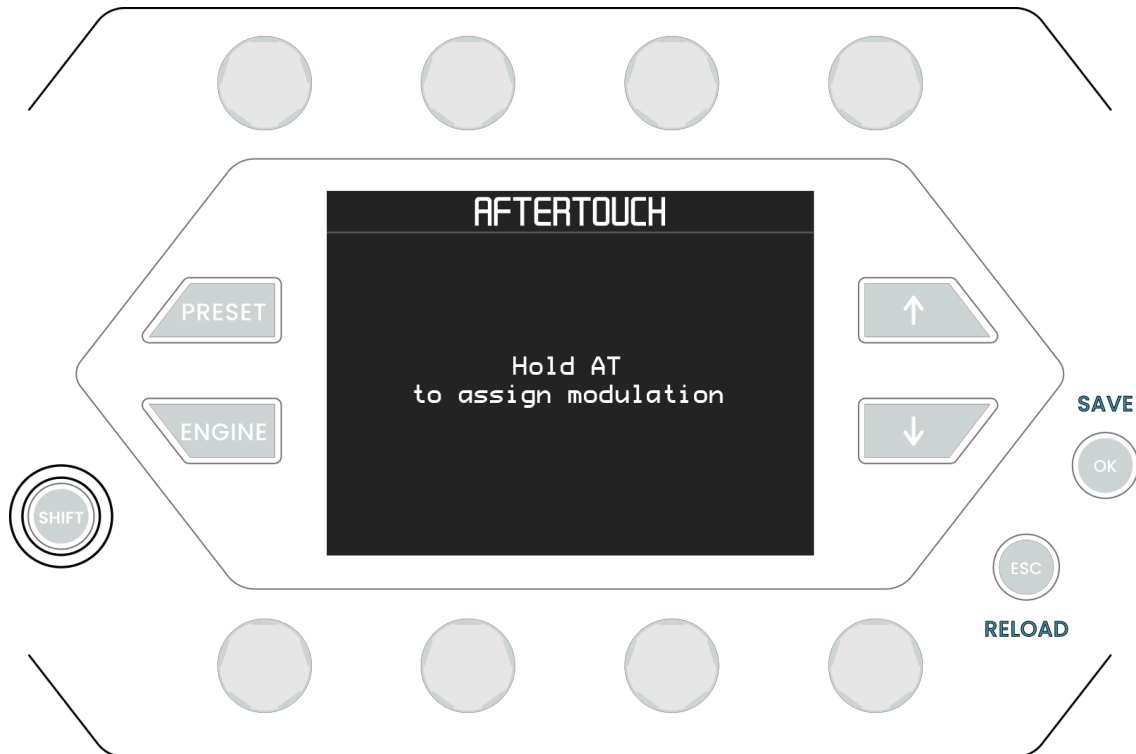 AFTERTOUCH
PRESET
Hold AT
to assign modulation
ENGINE
SAVE
OK
SHIFT
ESC
RELOAD